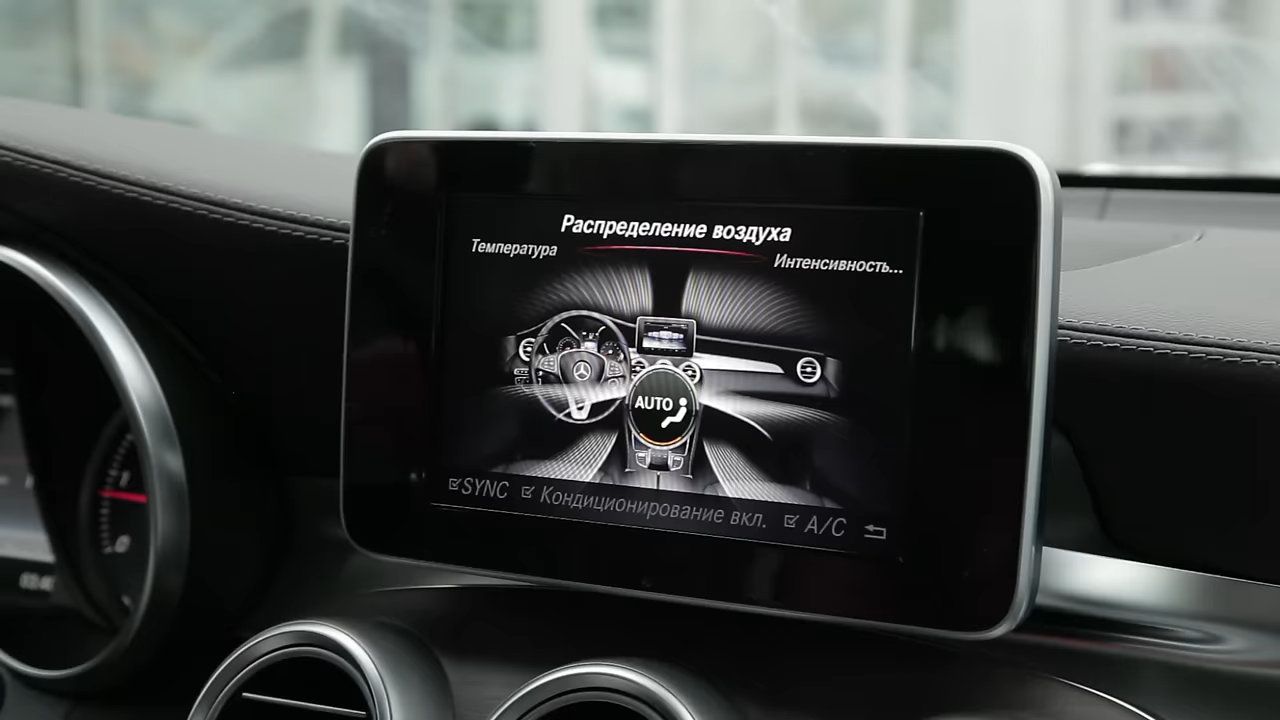 Распределение воздуха
Температура
Интенсивность...
AUTO
SYNC
Кондиционирование вкл.
A/C